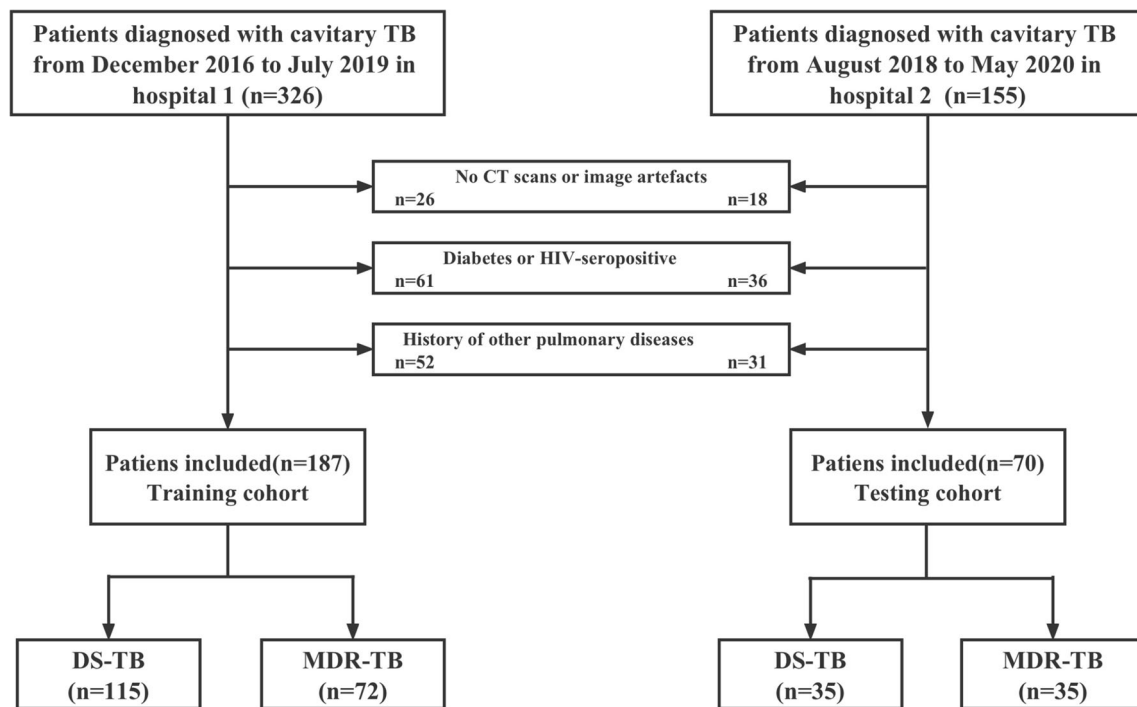 Patients diagnosed with cavitary TB
from December 2016 to July 2019 in
hospital 1 (n=326)
Patients diagnosed with cavitary TB
from August 2018 to May 2020 in
hospital 2 (n=155)
No CT scans or image artefacts
n=26 n=18
Diabetes or HIV-seropositive
n=61 n=36
History of other pulmonary diseases
n=52 n=31
Patiens included(n=187)
Training cohort
Patiens included(n=70)
Testing cohort
DS-TB
(n=115)
MDR-TB
(n=72)
DS-TB
(n=35)
MDR-TB
(n=35)